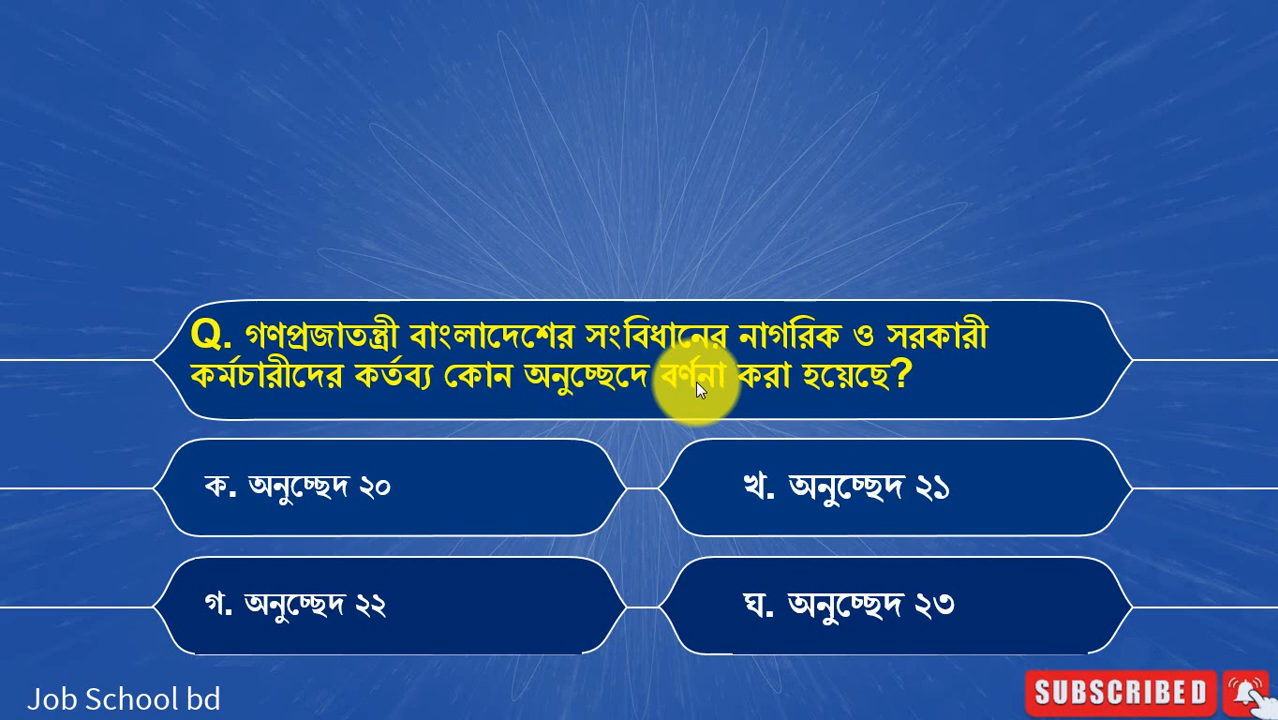 Q. গণপ্রজাতন্ত্রী বাংলাদেশের সংবিধানের নাগরিক ও সরকারী
কর্মচারীদের কর্তব্য কোন অনুচ্ছেদে বর্ণনা করা হয়েছে?
ক. অনুচ্ছেদ ২০
খ. অনুচ্ছেদ ২১
গ. অনুচ্ছেদ ২২
ঘ. অনুচ্ছেদ ২৩
Job School bd
SUBSCRIBED